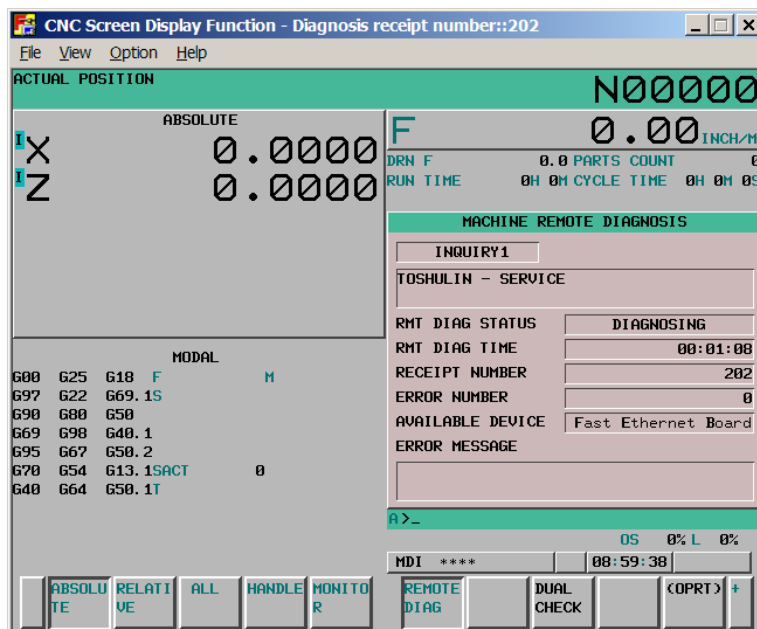 CNC Screen Display Function - Diagnosis receipt number::202
File View Option Help
ACTUAL POSITION
N00000
ABSOLUTE
I X 0.0000
I Z 0.0000
F 0.00 INCH/M
DRN F 0.0 PARTS COUNT 0
RUN TIME 0H 0M CYCLE TIME 0H 0M 0S
MACHINE REMOTE DIAGNOSIS
INQUIRY1
TOSHULIN - SERVICE
RMT DIAG STATUS DIAGNOSING
RMT DIAG TIME 00:01:08
RECEIPT NUMBER 202
ERROR NUMBER 0
AVAILABLE DEVICE Fast Ethernet Board
ERROR MESSAGE
MODAL
G00 G25 G18 F M
G97 G22 G69.1 S
G90 G80 G50
G69 G98 G40.1
G95 G67 G50.2
G70 G54 G13.1 SACT 0
G40 G64 G50.1 T
A>_
OS 0% L 0%
MDI **** 08:59:38
ABSOLUTE RELATIVE ALL HANDLE MONITOR REMOTE DIAG DUAL CHECK (OPRT) +